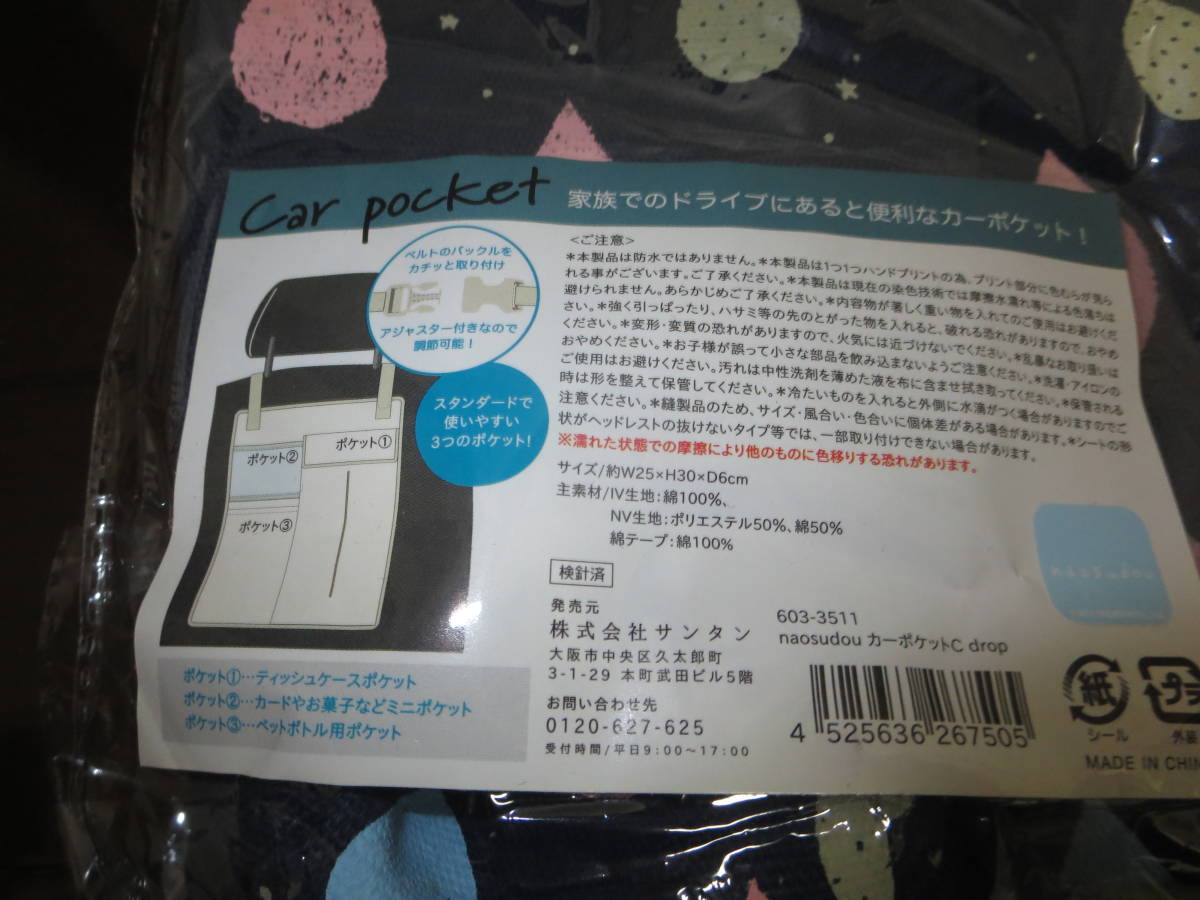 Car pocket 家族でのドライブにあると便利なカーポケット!
ベルトのバックルを
カチッと取り付け
アジャスター付きなので
調節可能!
スタンダードで
使いやすい
3つのポケット!
ポケット①
ポケット②
ポケット③
ポケット①…ティッシュケースポケット
ポケット②…カードやお菓子などミニポケット
ポケット③…ペットボトル用ポケット
<ご注意>
*本製品は防水ではありません。*本製品は1つ1つハンドプリントの為、プリント部分に色むらが見ら
れる事がございます。ご了承ください。*本製品は現在の染色技術では摩擦水濡れ等による色落ちは
避けられません。あらかじめご了承ください。*内容物が著しく重い物を入れてのご使用はお避けくだ
さい。*強く引っぱったり、ハサミ等の先のとがった物を入れると、破れる恐れがありますので、おやめ
ください。*変形・変質の恐れがありますので、火気には近づけないでください。*乱暴なお取り扱いは
おやめください。*お子様が誤って小さな部品を飲み込まないようご注意ください。*洗濯・アイロンの
ご使用はお避けください。汚れは中性洗剤を薄めた液を布に含ませ拭き取ってください。*保管される
時は形を整えて保管してください。*冷たいものを入れると外側に水滴がつく場合がありますのでご
注意ください。*縫製品のため、サイズ・風合い・色合いに個体差がある場合があります。*シートの形
状がヘッドレストの抜けないタイプ等では、一部取り付けできない場合があります。
※濡れた状態での摩擦により他のものに色移りする恐れがあります。
サイズ/約W25×H30×D6cm
主素材/IV生地:綿100%、
NV生地:ポリエステル50%、綿50%
綿テープ:綿100%
検針済
発売元
株式会社サンタン
大阪市中央区久太郎町
3-1-29 本町武田ビル5階
お問い合わせ先
0120-627-625
受付時間/平日9:00~17:00
naosudou
603-3511
naosudou カーポケットC drop
4 525636 267505
紙
シール
プラ
外装
MADE IN CHIN